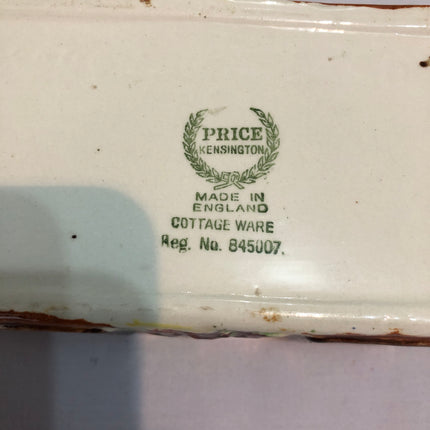 PRICE
KENSINGTON
MADE IN
ENGLAND
COTTAGE WARE
Reg. No. 845007.